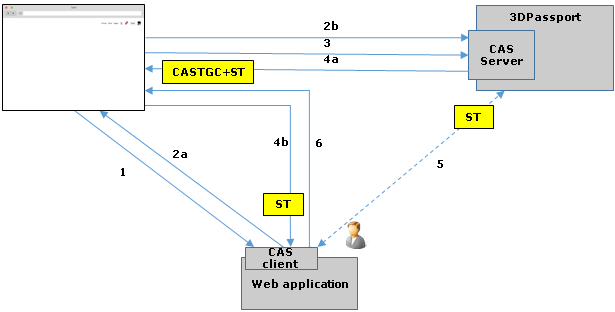 2b
3DPassport
3
CAS
Server
4a
CASTGC+ST
ST
4b
6
2a
1
5
ST
CAS
client
Web application